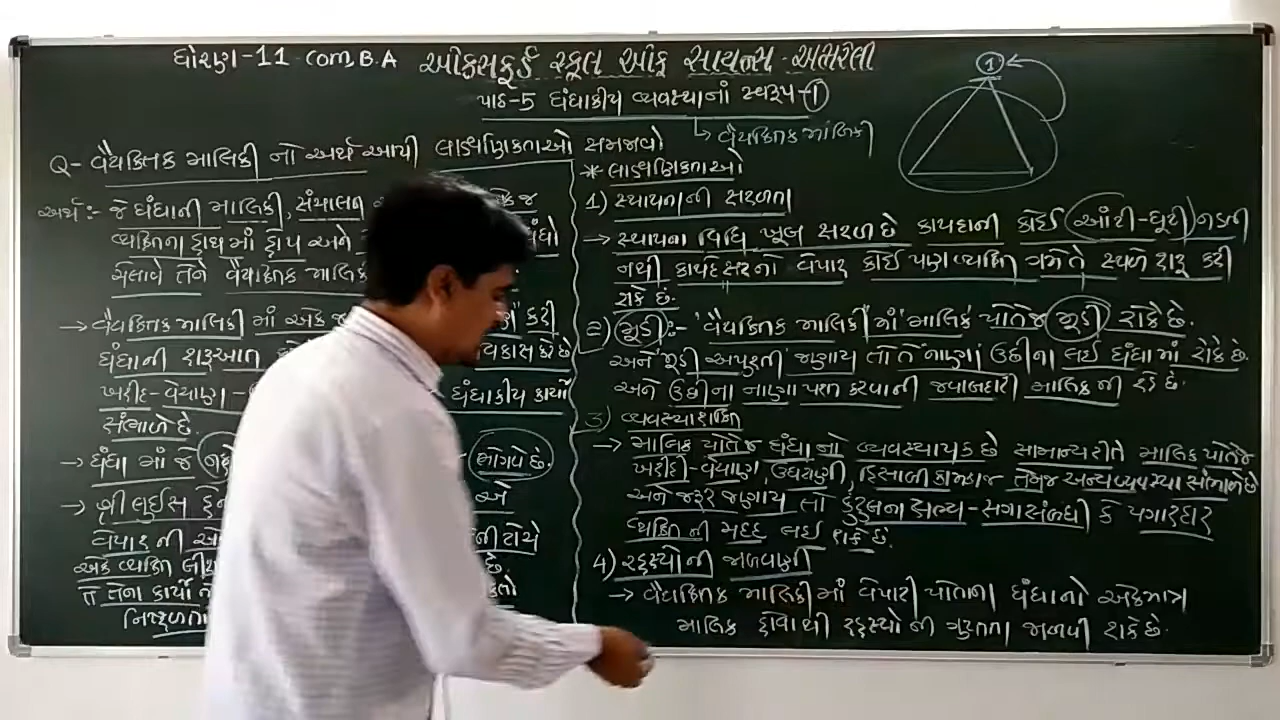 ધોરણ-11 com, B.A ઓક્સફર્ડ સ્કૂલ ઓફ સાયન્સ - અમરેલી
પાઠ-5 ધંધાકીય વ્યવસ્થાનાં સ્વરૂપ-1
વૈયક્તિક માલિકી
1
Q- વૈયક્તિક માલિકી નો અર્થ આપી લાક્ષણિકતાઓ સમજાવો
અર્થ:- જે ધંધાની માલિકી, સંચાલન
વ્યક્તિના હાથમાં હોય અને
ચલાવે તેને વૈયક્તિક માલિકી
→ વૈયક્તિક માલિકી માં એક જ કરી
ધંધાની શરૂઆત વિકાસ કરે છે
ખરીદ-વેચાણ - ધંધાકીય કાર્યો
સંભાળે છે.
→ ધંધા માં જે ભોગવે છે.
→ શ્રી લુઈસ હેને અે
વેપાર ની ની ટોચે
એક વ્યક્તિ છે.
ત તેના કાર્યો
નિષ્ફળતા
* લાક્ષણિકતાઓ
1) સ્થાપનાની સરળતા
→ સ્થાપના વિધિ ખૂબ સરળ છે કાયદાની કોઈ આંટી-ઘૂટી નડતી
નથી કાયદેસરનો વેપાર કોઈ પણ વ્યક્તિ ગમે તે સ્થળે શરૂ કરી
શકે છે.
2) મૂડી:- 'વૈયક્તિક માલિકી માં' માલિક પોતેજ મૂડી રોકે છે.
અને મૂડી અપુરતી જણાય તો તે નાણાં ઉછીના લઈ ધંધા માં રોકે છે.
અને ઉછીના નાણા પરત કરવાની જવાબદારી માલિક ની રહે છે.
3) વ્યવસ્થાશક્તિ
→ માલિક પોતેજ ધંધા નો વ્યવસ્થાપક છે સામાન્ય રીતે માલિક પોતેજ
ખરીદી-વેચાણ, ઉઘરાણી, હિસાબી કામકાજ તેમજ અન્ય વ્યવસ્થા સંભાળે છે
અને જરૂર જણાય તો કુટુંબના સભ્ય-સગાસંબંધી કે પગારદાર
વ્યક્તિ ની મદદ લઈ શકે છે.
4) રહસ્યોની જાળવણી
→ વૈયક્તિક માલિકીમાં વેપારી પોતાના ધંધાનો એકમાત્ર
માલિક હોવાથી રહસ્યો ની ગુપ્તતા જાળવી શકે છે.